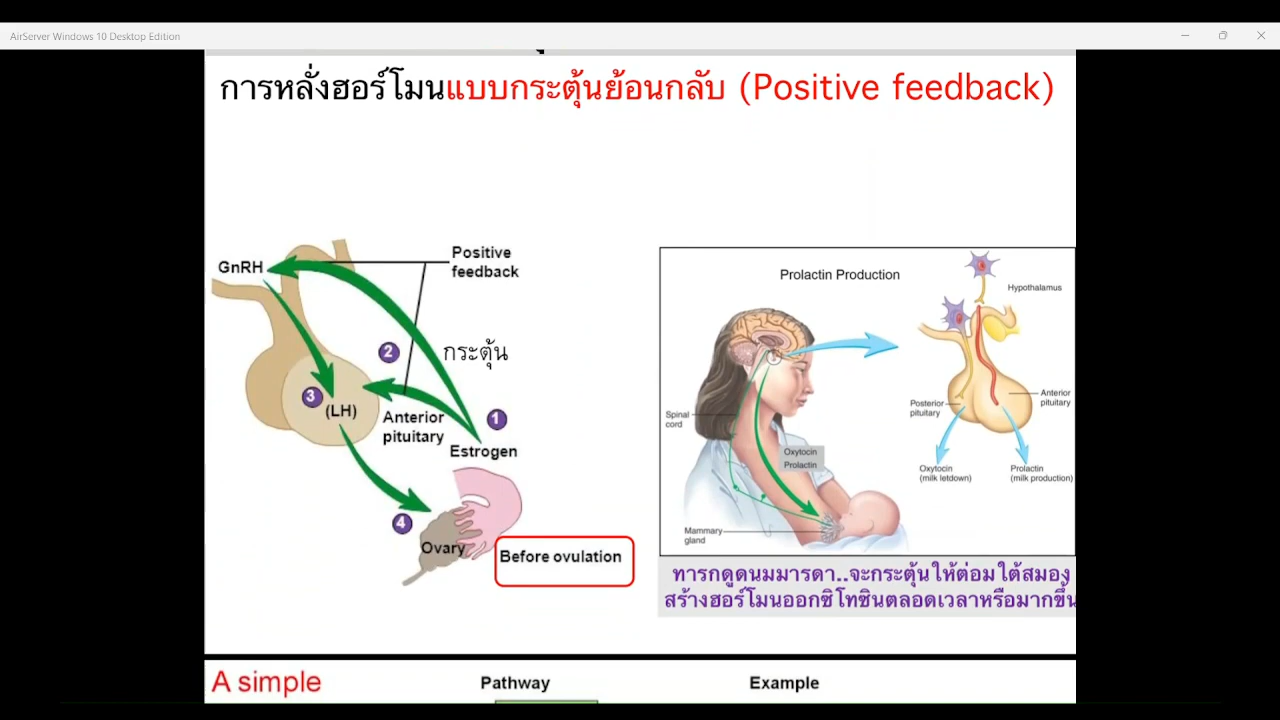 AirServer Windows 10 Desktop Edition
การหลั่งฮอร์โมนแบบกระตุ้นย้อนกลับ (Positive feedback)
GnRH
Positive
feedback
2
กระตุ้น
3
(LH)
Anterior
pituitary
1
Estrogen
4
Ovary
Before ovulation
Prolactin Production
Hypothalamus
Spinal
cord
Oxytocin
Prolactin
Posterior
pituitary
Anterior
pituitary
Oxytocin
(milk letdown)
Prolactin
(milk production)
Mammary
gland
ทารกดูดนมมารดา..จะกระตุ้นให้ต่อมใต้สมอง
สร้างฮอร์โมนออกซิโทซินตลอดเวลาหรือมากขึ้น
A simple
Pathway
Example